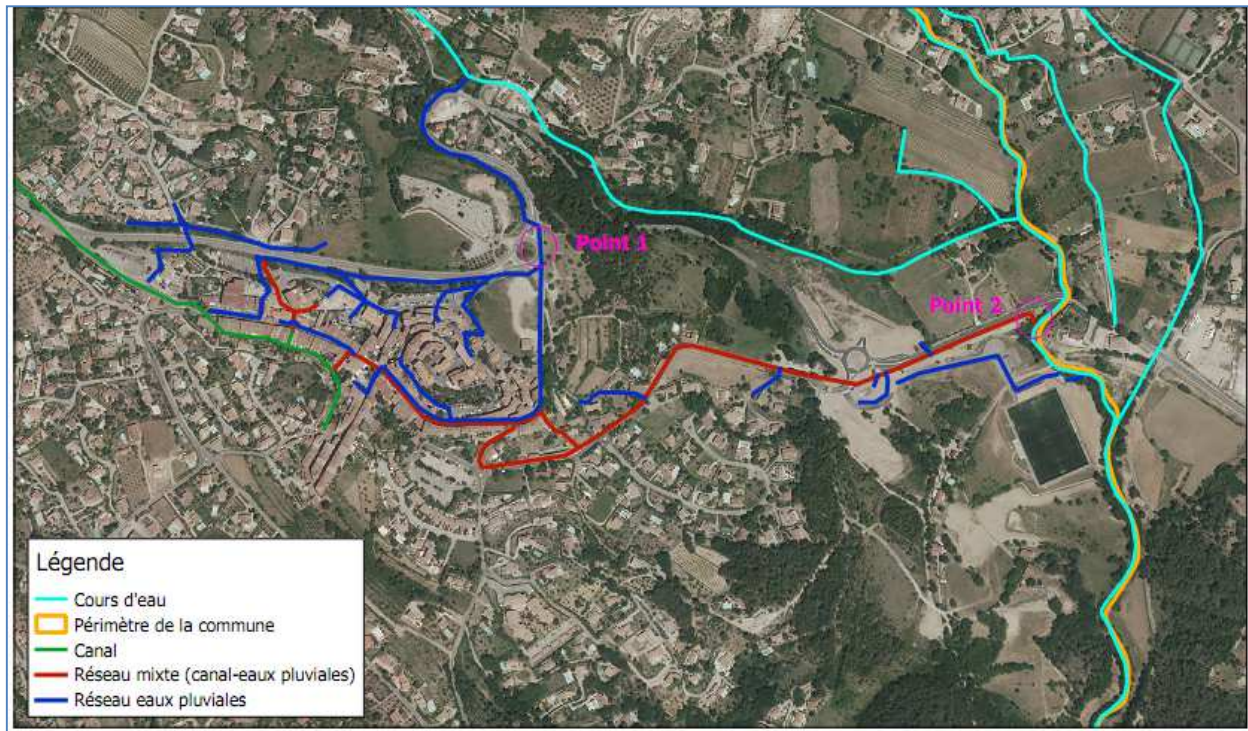 Point 1
Point 2
Légende
Cours d'eau
Périmètre de la commune
Canal
Réseau mixte (canal-eaux pluviales)
Réseau eaux pluviales